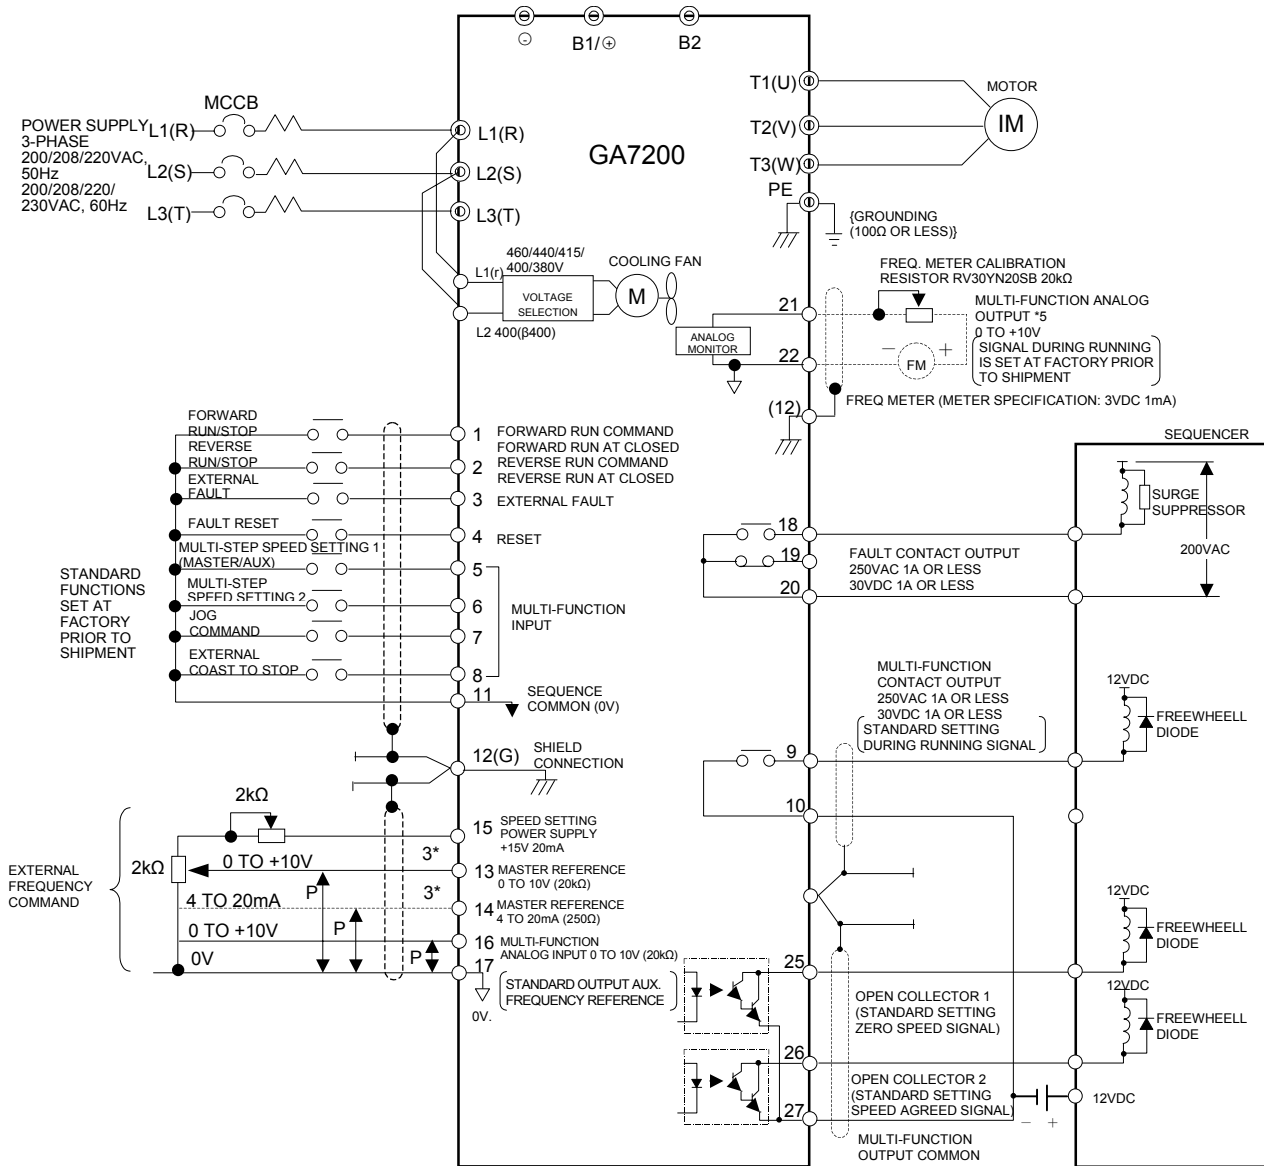 ⊖
B1/⊕
B2
GA7200
MCCB
POWER SUPPLY
3-PHASE
200/208/220VAC,
50Hz
200/208/220/
230VAC, 60Hz
L1(R)
L2(S)
L3(T)
L1(R)
L2(S)
L3(T)
T1(U)
T2(V)
T3(W)
PE
MOTOR
IM
{GROUNDING
(100Ω OR LESS)}
460/440/415/
400/380V
L1(r)
VOLTAGE
SELECTION
L2 400(β400)
COOLING FAN
M
ANALOG
MONITOR
21
22
(12)
FREQ. METER CALIBRATION
RESISTOR RV30YN20SB 20kΩ
MULTI-FUNCTION ANALOG
OUTPUT *5
0 TO +10V
SIGNAL DURING RUNNING
IS SET AT FACTORY PRIOR
TO SHIPMENT
− FM +
FREQ METER (METER SPECIFICATION: 3VDC 1mA)
STANDARD
FUNCTIONS
SET AT
FACTORY
PRIOR TO
SHIPMENT
FORWARD
RUN/STOP
REVERSE
RUN/STOP
EXTERNAL
FAULT
FAULT RESET
MULTI-STEP SPEED SETTING 1
(MASTER/AUX)
MULTI-STEP
SPEED SETTING 2
JOG
COMMAND
EXTERNAL
COAST TO STOP
1 FORWARD RUN COMMAND
FORWARD RUN AT CLOSED
2 REVERSE RUN COMMAND
REVERSE RUN AT CLOSED
3 EXTERNAL FAULT
4 RESET
5
6
7
8
MULTI-FUNCTION
INPUT
11
SEQUENCE
COMMON (0V)
12(G)
SHIELD
CONNECTION
EXTERNAL
FREQUENCY
COMMAND
2kΩ
2kΩ
0 TO +10V
3*
4 TO 20mA
3*
0 TO +10V
0V
P
P
P
15 SPEED SETTING
POWER SUPPLY
+15V 20mA
13 MASTER REFERENCE
0 TO 10V (20kΩ)
14 MASTER REFERENCE
4 TO 20mA (250Ω)
16 MULTI-FUNCTION
ANALOG INPUT 0 TO 10V (20kΩ)
17
0V.
STANDARD OUTPUT AUX.
FREQUENCY REFERENCE
18
19
20
FAULT CONTACT OUTPUT
250VAC 1A OR LESS
30VDC 1A OR LESS
SEQUENCER
SURGE
SUPPRESSOR
200VAC
MULTI-FUNCTION
CONTACT OUTPUT
250VAC 1A OR LESS
30VDC 1A OR LESS
STANDARD SETTING
DURING RUNNING SIGNAL
9
10
12VDC
FREEWHEELL
DIODE
12VDC
FREEWHEELL
DIODE
25
OPEN COLLECTOR 1
(STANDARD SETTING
ZERO SPEED SIGNAL)
12VDC
FREEWHEELL
DIODE
26
OPEN COLLECTOR 2
(STANDARD SETTING
SPEED AGREED SIGNAL)
27
− +
12VDC
MULTI-FUNCTION
OUTPUT COMMON